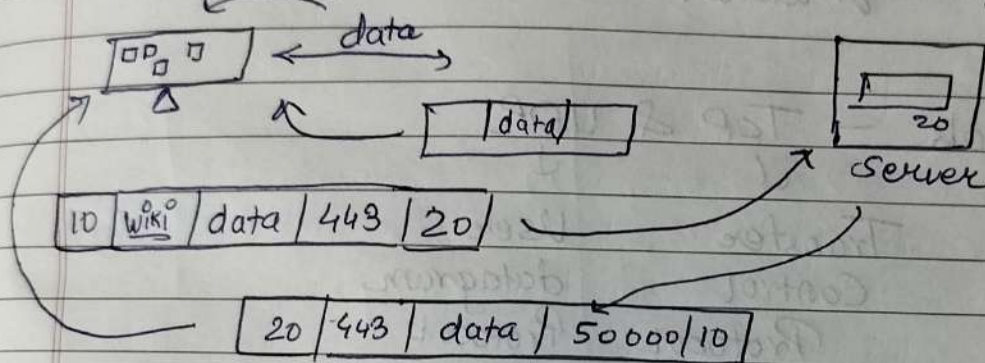 data
data
20
Server
10 | wiki | data | 443 | 20
20 | 443 | data | 50000 | 10